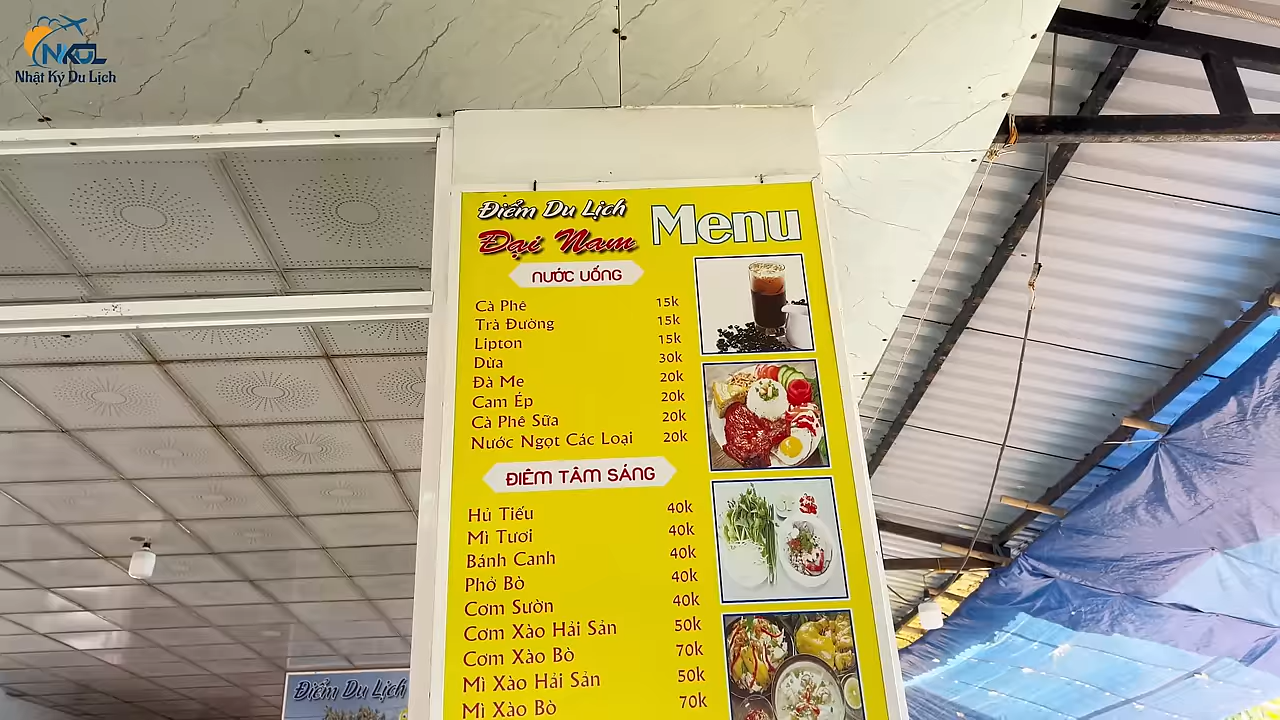 NKDL
Nhật Ký Du Lịch
Điểm Du Lịch
Đại Nam
Menu
NƯỚC UỐNG
Cà Phê 15k
Trà Đường 15k
Lipton 15k
Dừa 30k
Đà Me 20k
Cam Ép 20k
Cà Phê Sữa 20k
Nước Ngọt Các Loại 20k
ĐIỂM TÂM SÁNG
Hủ Tiếu 40k
Mì Tươi 40k
Bánh Canh 40k
Phở Bò 40k
Cơm Sườn 40k
Cơm Xào Hải Sản 50k
Cơm Xào Bò 70k
Mì Xào Hải Sản 50k
Mì Xào Bò 70k
Điểm Du Lịch